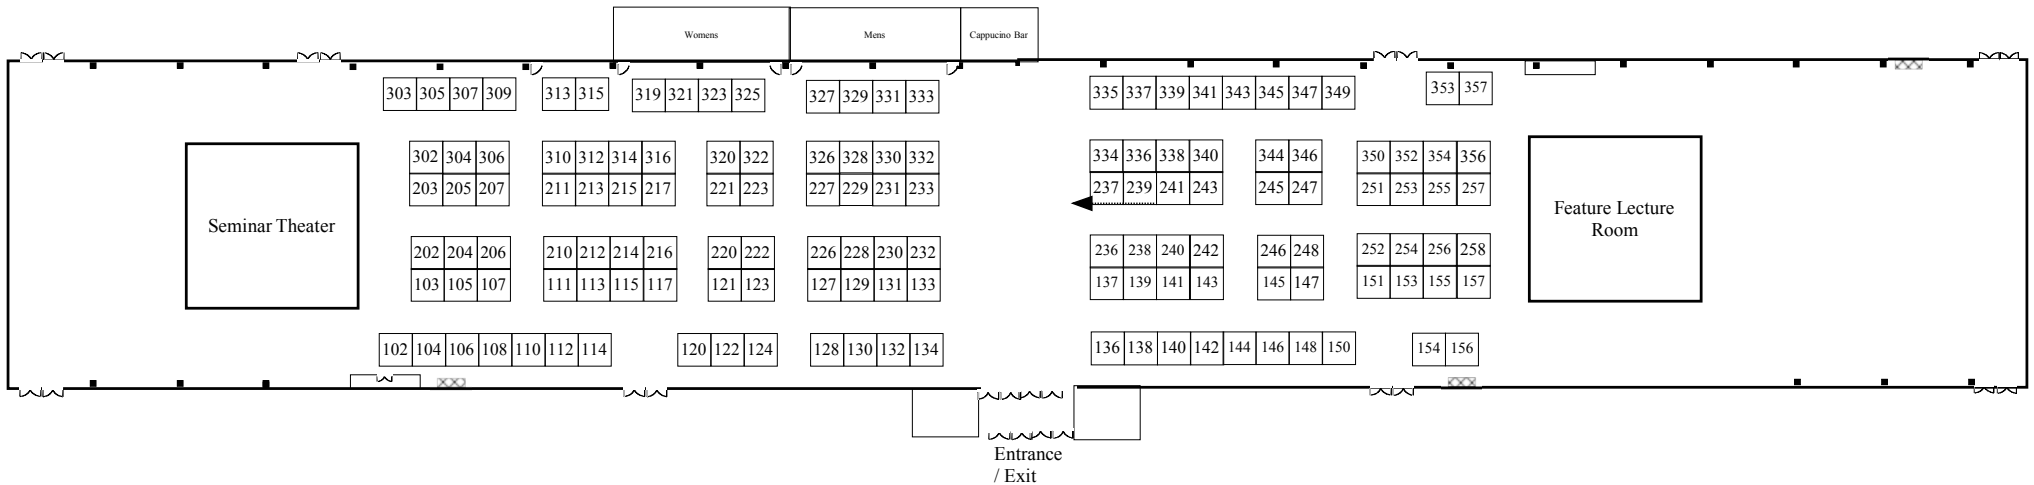 Womens Mens Cappucino Bar
303 305 307 309 313 315 319 321 323 325 327 329 331 333 335 337 339 341 343 345 347 349 353 357
302 304 306 310 312 314 316 320 322 326 328 330 332 334 336 338 340 344 346 350 352 354 356
203 205 207 211 213 215 217 221 223 227 229 231 233 237 239 241 243 245 247 251 253 255 257
Seminar Theater
Feature Lecture
Room
202 204 206 210 212 214 216 220 222 226 228 230 232 236 238 240 242 246 248 252 254 256 258
103 105 107 111 113 115 117 121 123 127 129 131 133 137 139 141 143 145 147 151 153 155 157
102 104 106 108 110 112 114 120 122 124 128 130 132 134 136 138 140 142 144 146 148 150 154 156
Entrance
/ Exit